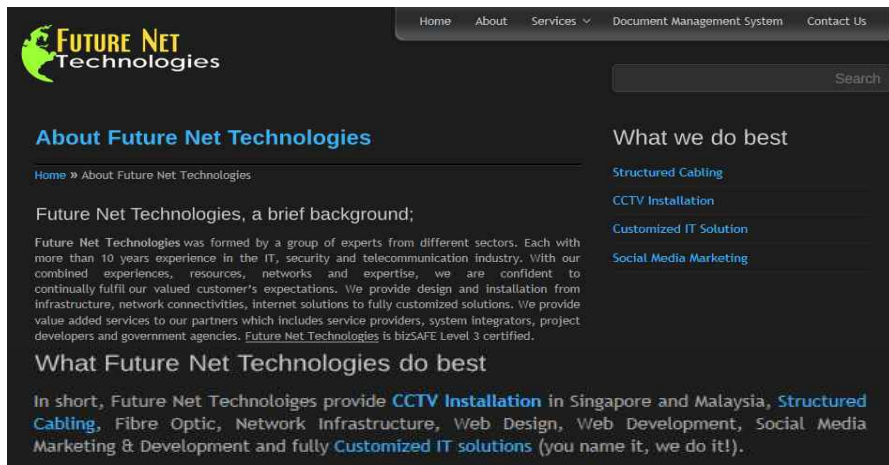 Home About Services Document Management System Contact Us
FUTURE NET
Technologies
Search
About Future Net Technologies
Home » About Future Net Technologies
Future Net Technologies, a brief background;
Future Net Technologies was formed by a group of experts from different sectors. Each with
more than 10 years experience in the IT, security and telecommunication industry. With our
combined experiences, resources, networks and expertise, we are confident to
continually fulfil our valued customer's expectations. We provide design and installation from
infrastructure, network connectivities, internet solutions to fully customized solutions. We provide
value added services to our partners which includes service providers, system integrators, project
developers and government agencies. Future Net Technologies is bizSAFE Level 3 certified.
What we do best
Structured Cabling
CCTV Installation
Customized IT Solution
Social Media Marketing
What Future Net Technologies do best
In short, Future Net Technoloiges provide CCTV Installation in Singapore and Malaysia, Structured
Cabling, Fibre Optic, Network Infrastructure, Web Design, Web Development, Social Media
Marketing & Development and fully Customized IT solutions (you name it, we do it!).